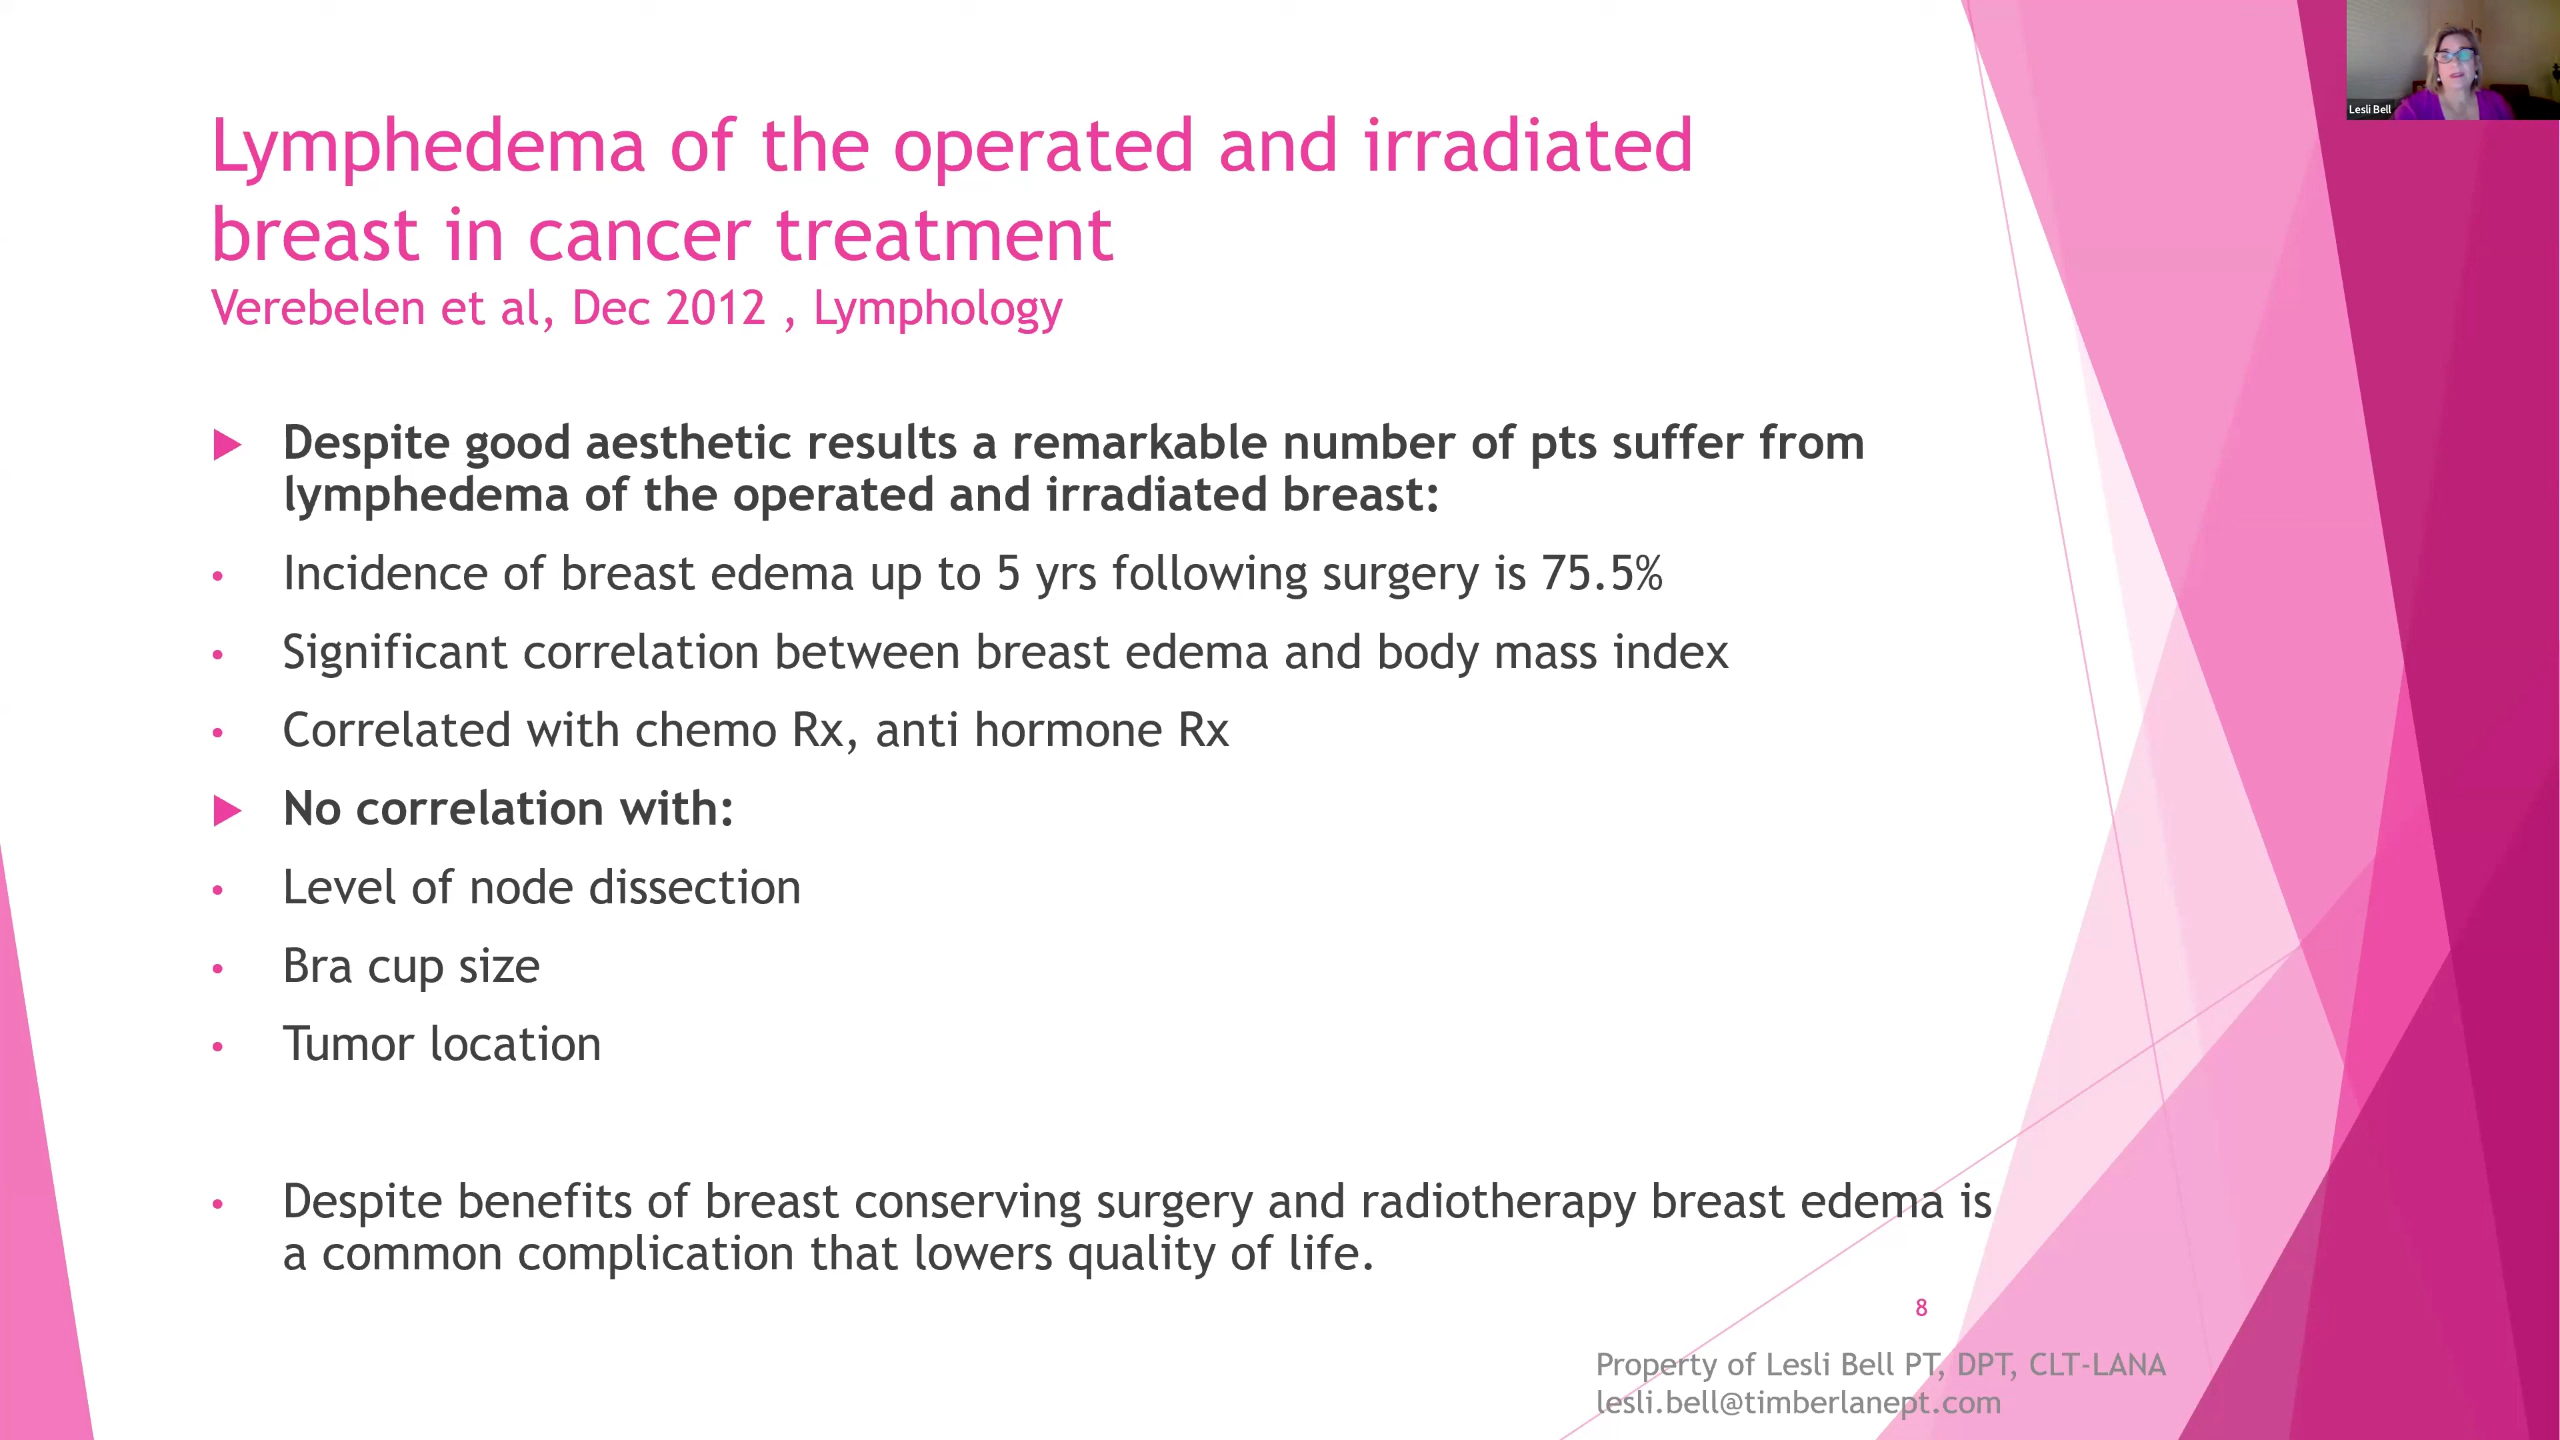 Lesli Bell
Lymphedema of the operated and irradiated
breast in cancer treatment
Verebelen et al, Dec 2012 , Lymphology
Despite good aesthetic results a remarkable number of pts suffer from
lymphedema of the operated and irradiated breast:
Incidence of breast edema up to 5 yrs following surgery is 75.5%
Significant correlation between breast edema and body mass index
Correlated with chemo Rx, anti hormone Rx
No correlation with:
Level of node dissection
Bra cup size
Tumor location
Despite benefits of breast conserving surgery and radiotherapy breast edema is
a common complication that lowers quality of life.
8
Property of Lesli Bell PT, DPT, CLT-LANA
lesli.bell@timberlanept.com